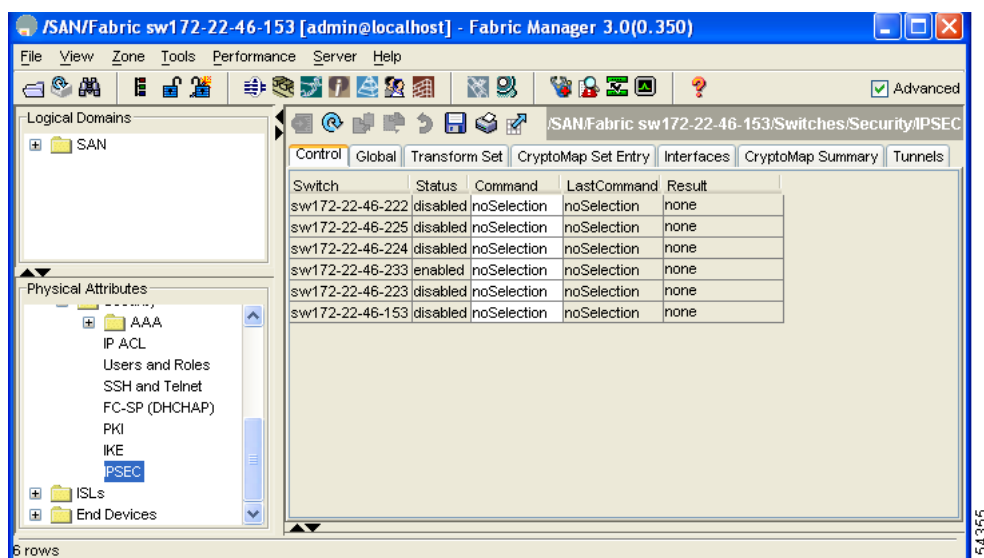 /SAN/Fabric sw172-22-46-153 [admin@localhost] - Fabric Manager 3.0(0.350)
File View Zone Tools Performance Server Help
Advanced
Logical Domains
SAN
/SAN/Fabric sw172-22-46-153/Switches/Security/IPSEC
Control Global Transform Set CryptoMap Set Entry Interfaces CryptoMap Summary Tunnels
Switch Status Command LastCommand Result
sw172-22-46-222 disabled noSelection noSelection none
sw172-22-46-225 disabled noSelection noSelection none
sw172-22-46-224 disabled noSelection noSelection none
sw172-22-46-233 enabled noSelection noSelection none
sw172-22-46-223 disabled noSelection noSelection none
sw172-22-46-153 disabled noSelection noSelection none
Physical Attributes
AAA
IP ACL
Users and Roles
SSH and Telnet
FC-SP (DHCHAP)
PKI
IKE
IPSEC
ISLs
End Devices
6 rows